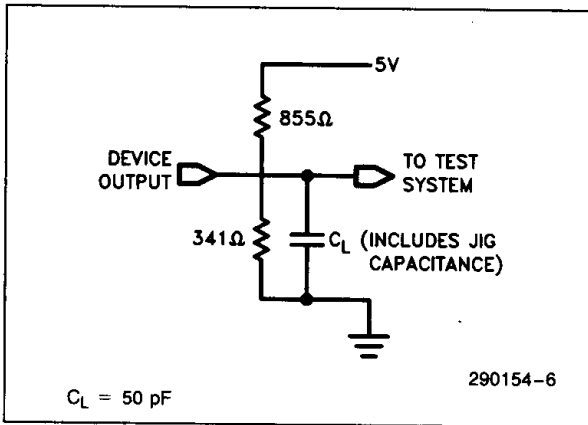 5V
855Ω
DEVICE
OUTPUT
TO TEST
SYSTEM
341Ω
C_L (INCLUDES JIG
CAPACITANCE)
290154-6
C_L = 50 pF